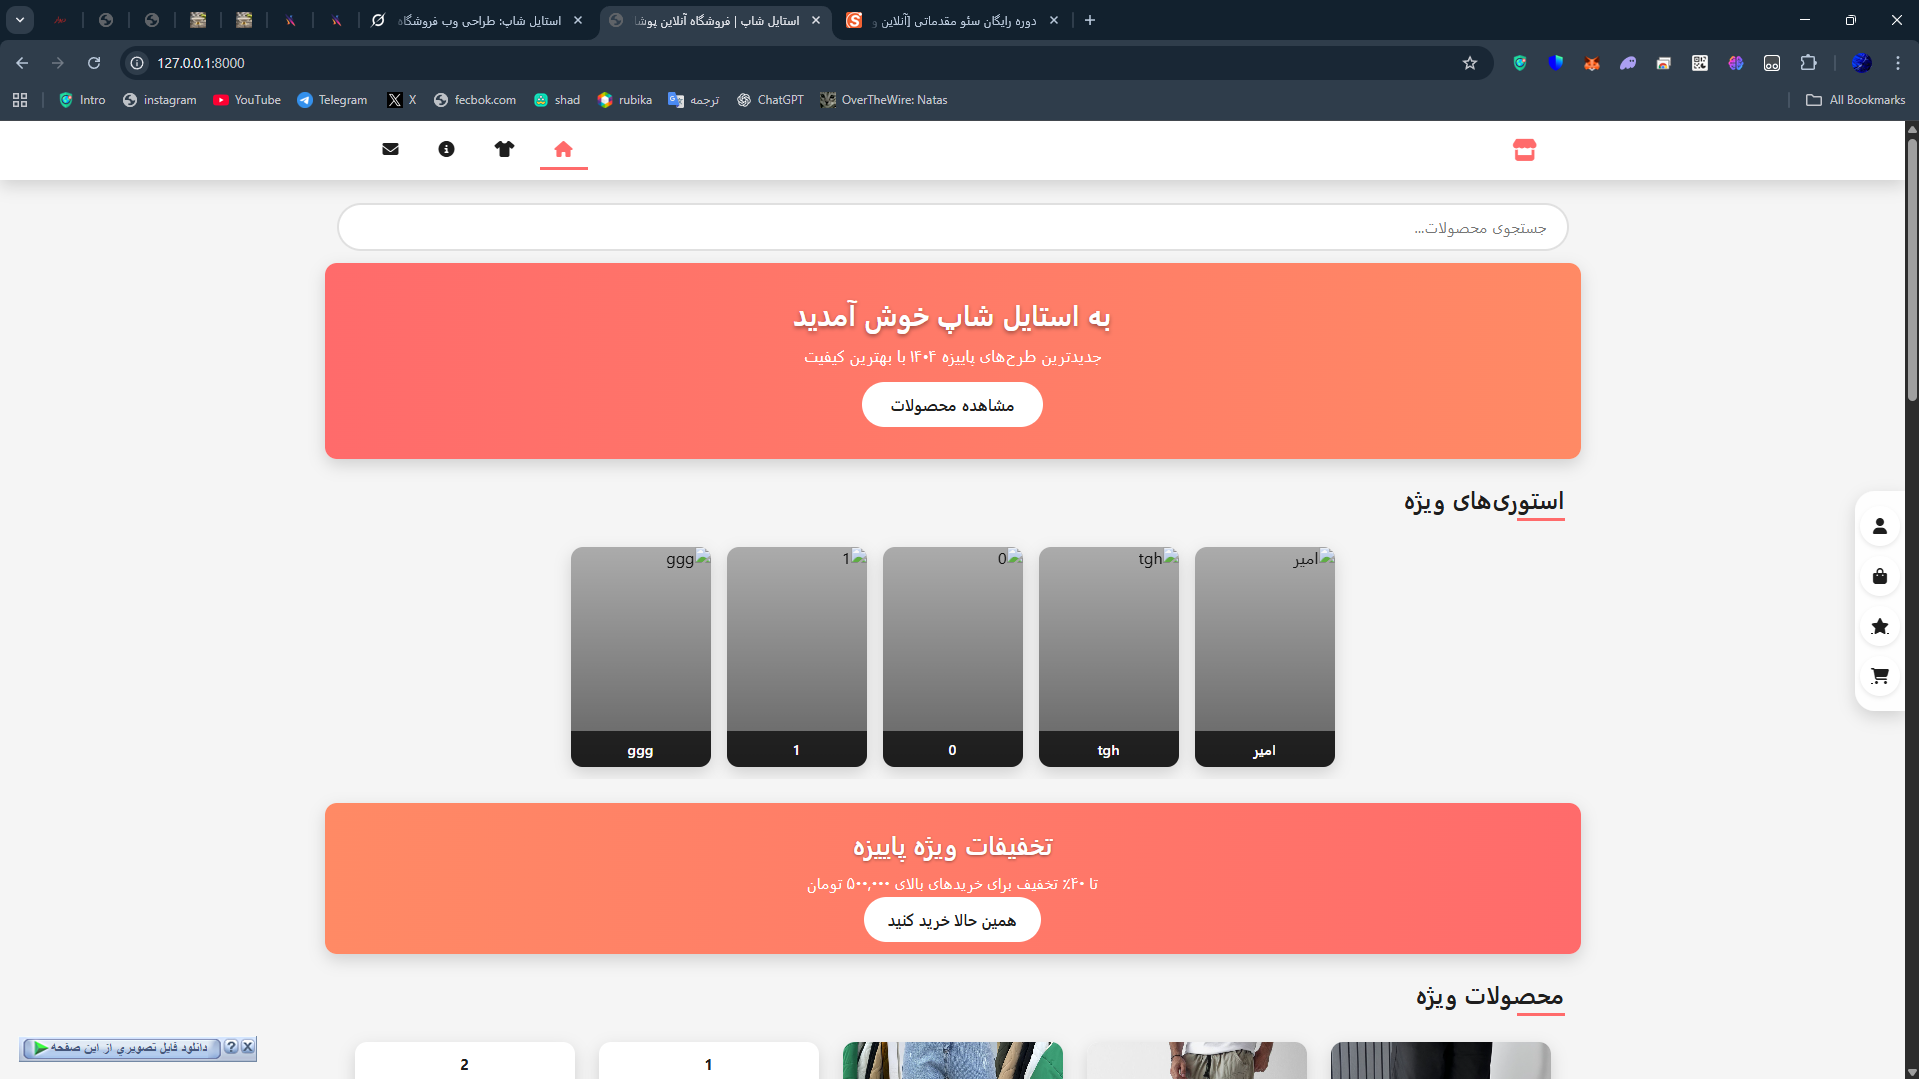 استایل شاپ: طراحی وب فروشگاه
استایل شاپ | فروشگاه آنلاین پوشا
دوره رایگان سئو مقدماتی [آنلاین و
127.0.0.1:8000
Intro
instagram
YouTube
Telegram
X
fecbok.com
shad
rubika
ترجمه
ChatGPT
OverTheWire: Natas
All Bookmarks
جستجوی محصولات...
به استایل شاپ خوش آمدید
جدیدترین طرح‌های پاییزه ۱۴۰۴ با بهترین کیفیت
مشاهده محصولات
استوری‌های ویژه
امیر
tgh
0
1
ggg
امیر
tgh
0
1
ggg
تخفیفات ویژه پاییزه
تا ۴۰٪ تخفیف برای خریدهای بالای ۵۰۰,۰۰۰ تومان
همین حالا خرید کنید
محصولات ویژه
1
2
دانلود فایل تصویری از این صفحه